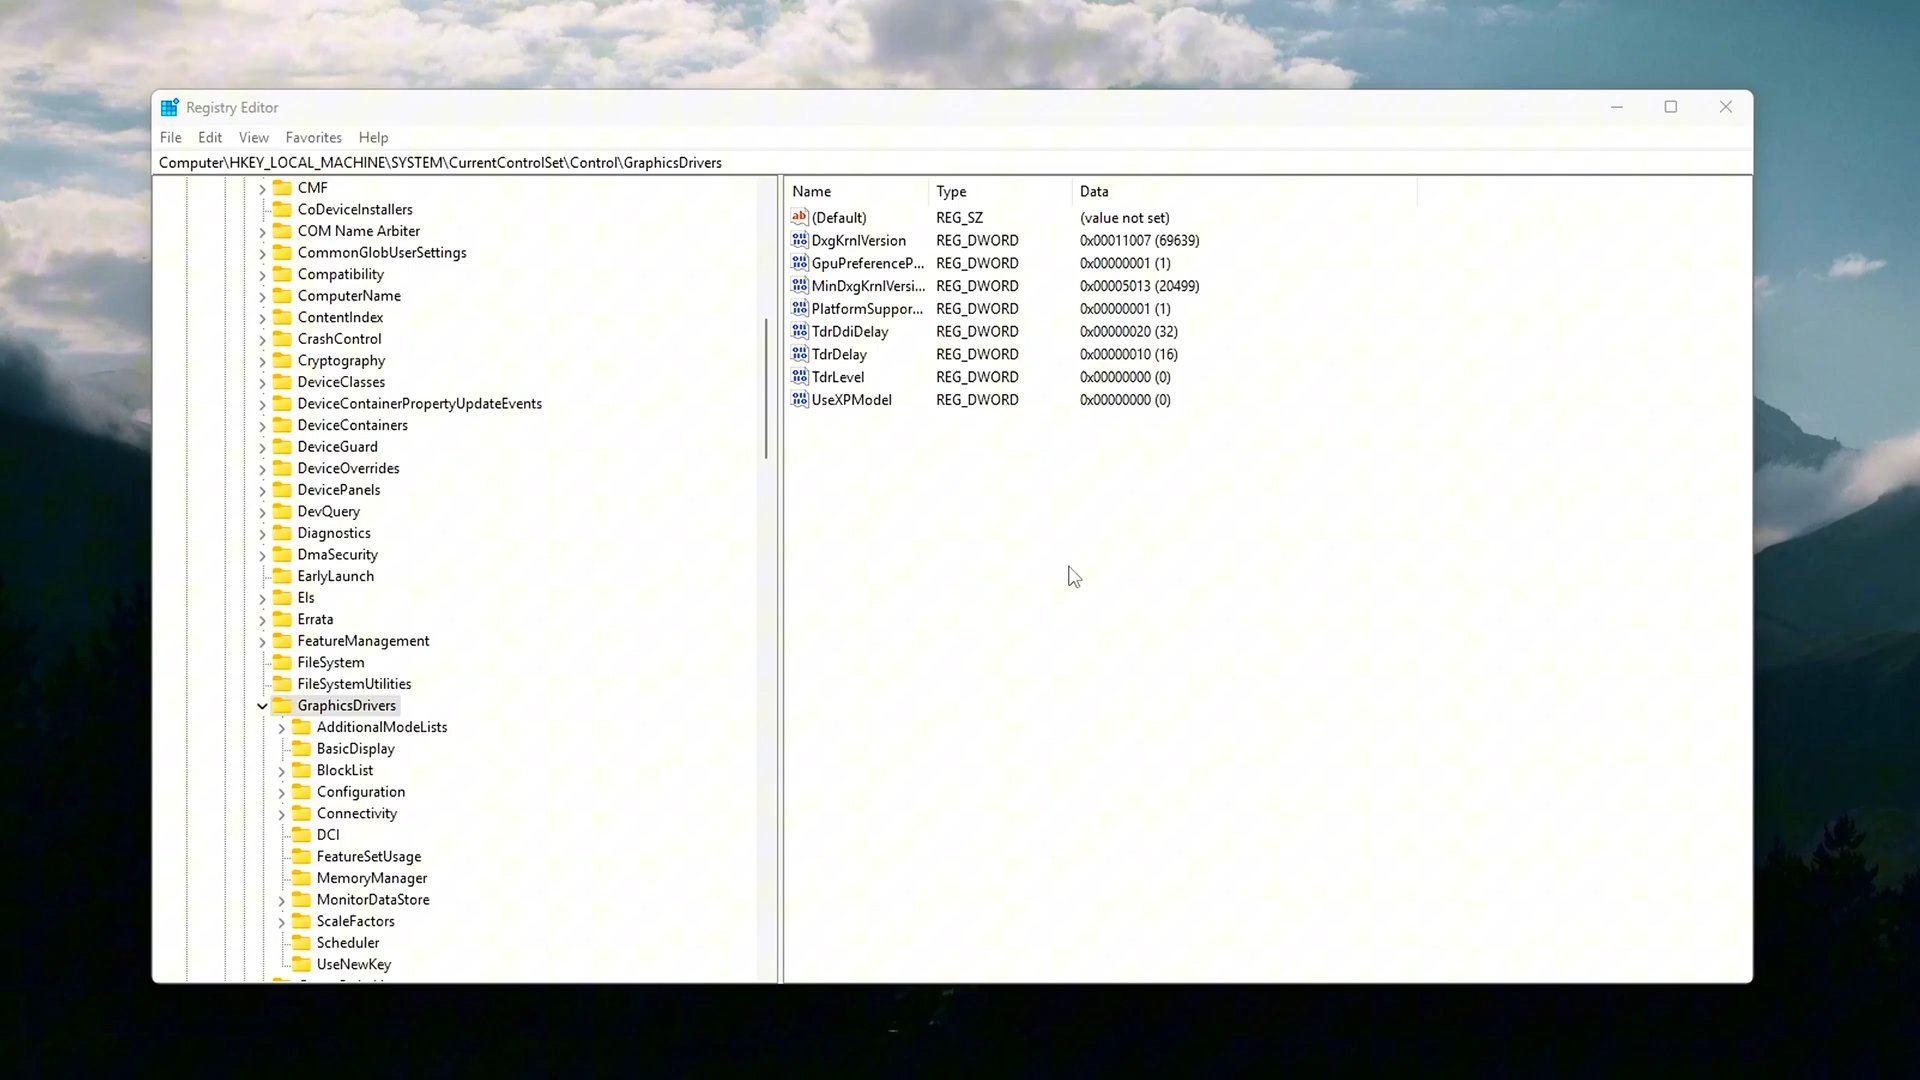 Registry Editor
File Edit View Favorites Help
Computer\HKEY_LOCAL_MACHINE\SYSTEM\CurrentControlSet\Control\GraphicsDrivers
CMF
CoDeviceInstallers
COM Name Arbiter
CommonGlobUserSettings
Compatibility
ComputerName
ContentIndex
CrashControl
Cryptography
DeviceClasses
DeviceContainerPropertyUpdateEvents
DeviceContainers
DeviceGuard
DeviceOverrides
DevicePanels
DevQuery
Diagnostics
DmaSecurity
EarlyLaunch
Els
Errata
FeatureManagement
FileSystem
FileSystemUtilities
GraphicsDrivers
AdditionalModeLists
BasicDisplay
BlockList
Configuration
Connectivity
DCI
FeatureSetUsage
MemoryManager
MonitorDataStore
ScaleFactors
Scheduler
UseNewKey
Name Type Data
(Default) REG_SZ (value not set)
DxgKrnlVersion REG_DWORD 0x00011007 (69639)
GpuPreferenceP... REG_DWORD 0x00000001 (1)
MinDxgKrnlVersi... REG_DWORD 0x00005013 (20499)
PlatformSuppor... REG_DWORD 0x00000001 (1)
TdrDdiDelay REG_DWORD 0x00000020 (32)
TdrDelay REG_DWORD 0x00000010 (16)
TdrLevel REG_DWORD 0x00000000 (0)
UseXPModel REG_DWORD 0x00000000 (0)